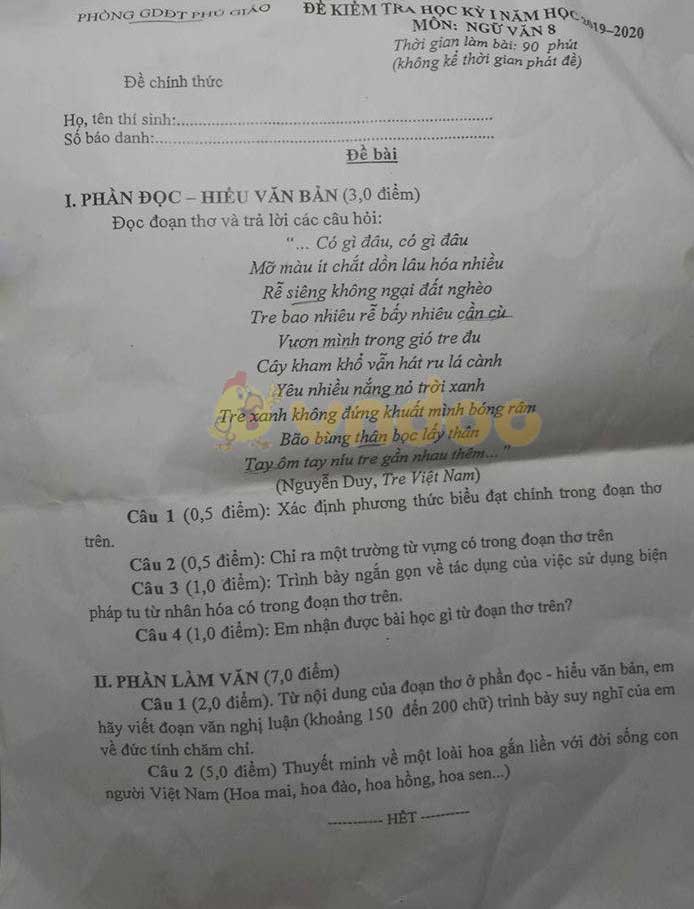 PHÒNG GDĐT PHÚ GIÁO ĐỀ KIỂM TRA HỌC KỲ I NĂM HỌC 2019-2020
MÔN: NGỮ VĂN 8
Thời gian làm bài: 90 phút
(không kể thời gian phát đề)
Đề chính thức
Họ, tên thí sinh:
Số báo danh:
Đề bài
I. PHẦN ĐỌC – HIỂU VĂN BẢN (3,0 điểm)
Đọc đoạn thơ và trả lời các câu hỏi:
"... Có gì đâu, có gì đâu
Mỡ màu ít chắt dồn lâu hóa nhiều
Rễ siêng không ngại đất nghèo
Tre bao nhiêu rễ bấy nhiêu cần cù
Vươn mình trong gió tre đu
Cây kham khổ vẫn hát ru lá cành
Yêu nhiều nắng nỏ trời xanh
Tre xanh không đứng khuất mình bóng râm
Bão bùng thân bọc lấy thân
Tay ôm tay níu tre gần nhau thêm..."
(Nguyễn Duy, Tre Việt Nam)
Câu 1 (0,5 điểm): Xác định phương thức biểu đạt chính trong đoạn thơ
trên.
Câu 2 (0,5 điểm): Chỉ ra một trường từ vựng có trong đoạn thơ trên
Câu 3 (1,0 điểm): Trình bày ngắn gọn về tác dụng của việc sử dụng biện
pháp tu từ nhân hóa có trong đoạn thơ trên.
Câu 4 (1,0 điểm): Em nhận được bài học gì từ đoạn thơ trên?
II. PHẦN LÀM VĂN (7,0 điểm)
Câu 1 (2,0 điểm). Từ nội dung của đoạn thơ ở phần đọc - hiểu văn bản, em
hãy viết đoạn văn nghị luận (khoảng 150 đến 200 chữ) trình bày suy nghĩ của em
về đức tính chăm chỉ.
Câu 2 (5,0 điểm) Thuyết minh về một loài hoa gắn liền với đời sống con
người Việt Nam (Hoa mai, hoa đào, hoa hồng, hoa sen...)
HẾT
vndoc